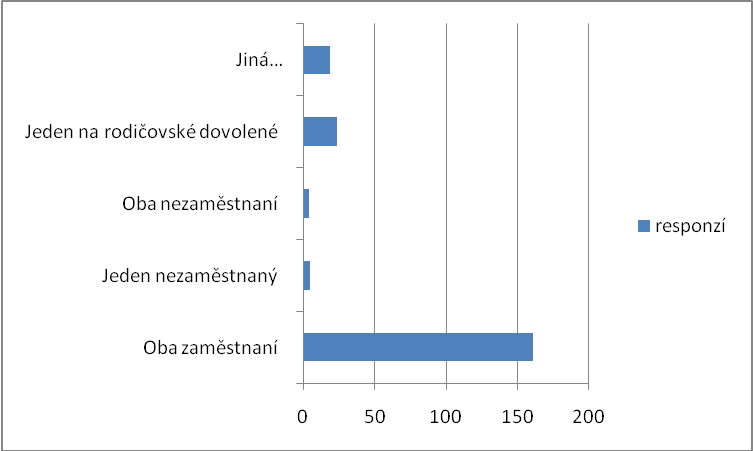 Jiná...
Jeden na rodičovské dovolené
Oba nezaměstnaní
Jeden nezaměstnaný
Oba zaměstnaní
0 50 100 150 200
responzí